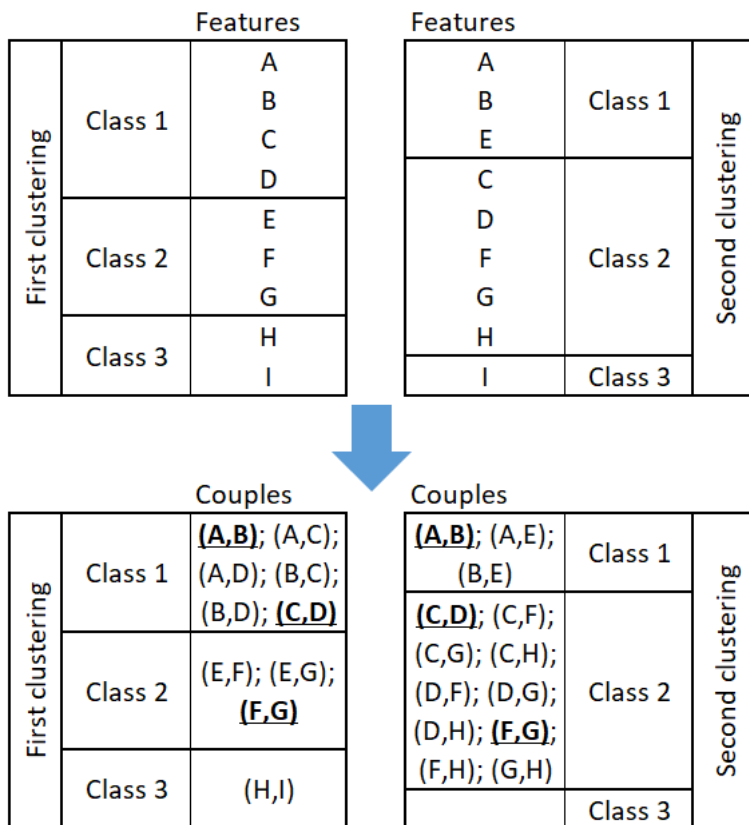 Features
First clustering
Class 1
A
B
C
D
Class 2
E
F
G
Class 3
H
I
Features
A
B
E
Class 1
C
D
F
G
H
Class 2
I
Class 3
Second clustering
Couples
First clustering
Class 1
(A,B); (A,C);
(A,D); (B,C);
(B,D); (C,D)
Class 2
(E,F); (E,G);
(F,G)
Class 3
(H,I)
Couples
(A,B); (A,E);
(B,E)
Class 1
(C,D); (C,F);
(C,G); (C,H);
(D,F); (D,G);
(D,H); (F,G);
(F,H); (G,H)
Class 2
Class 3
Second clustering